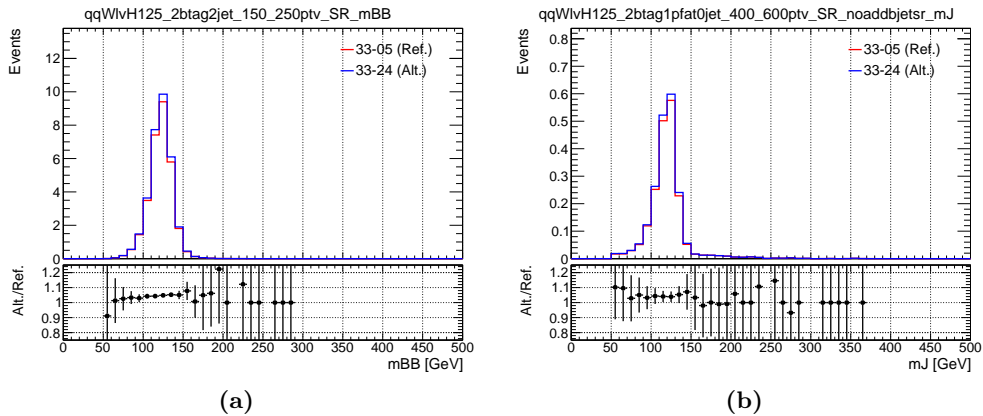 qqWlvH125_2btag2jet_150_250ptv_SR_mBB
Events
12
10
8
6
4
2
0
33-05 (Ref.)
33-24 (Alt.)
Alt./Ref.
1.2
1.1
1
0.9
0.8
0 50 100 150 200 250 300 350 400 450 500
mBB [GeV]
(a)
qqWlvH125_2btag1pfat0jet_400_600ptv_SR_noaddbjetsr_mJ
Events
0.8
0.7
0.6
0.5
0.4
0.3
0.2
0.1
0
33-05 (Ref.)
33-24 (Alt.)
Alt./Ref.
1.2
1.1
1
0.9
0.8
0 50 100 150 200 250 300 350 400 450 500
mJ [GeV]
(b)